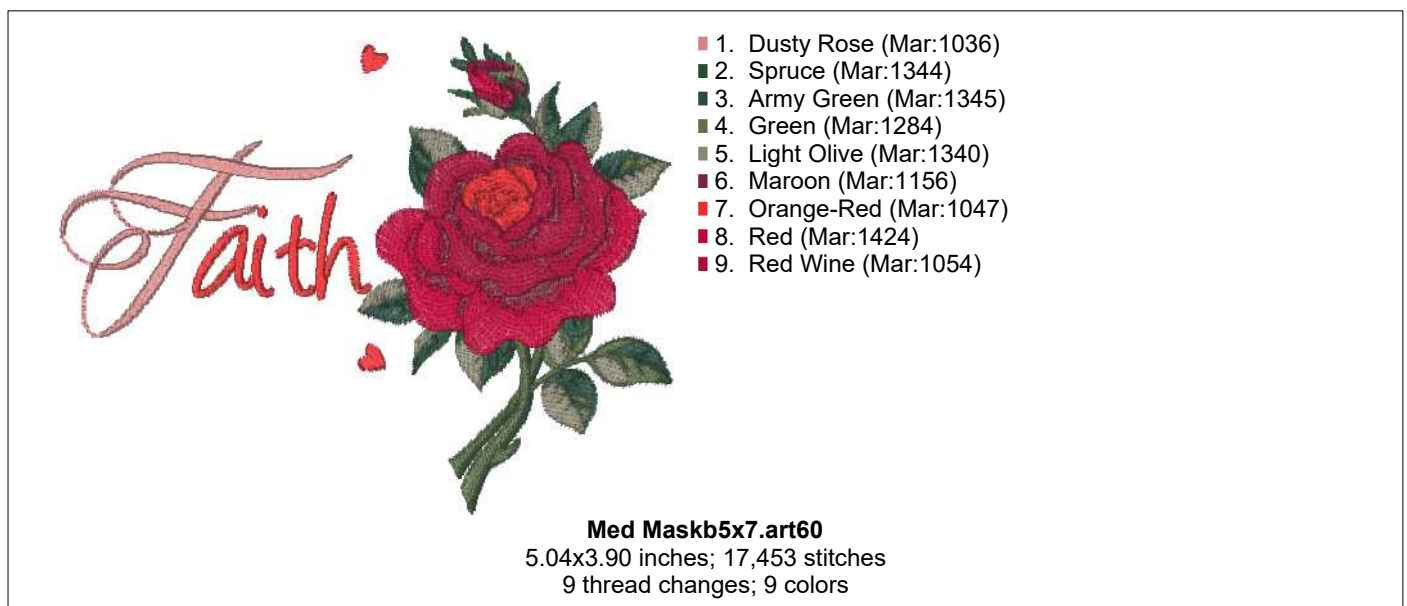 Faith
1. Dusty Rose (Mar:1036)
2. Spruce (Mar:1344)
3. Army Green (Mar:1345)
4. Green (Mar:1284)
5. Light Olive (Mar:1340)
6. Maroon (Mar:1156)
7. Orange-Red (Mar:1047)
8. Red (Mar:1424)
9. Red Wine (Mar:1054)
Med Maskb5x7.art60
5.04x3.90 inches; 17,453 stitches
9 thread changes; 9 colors